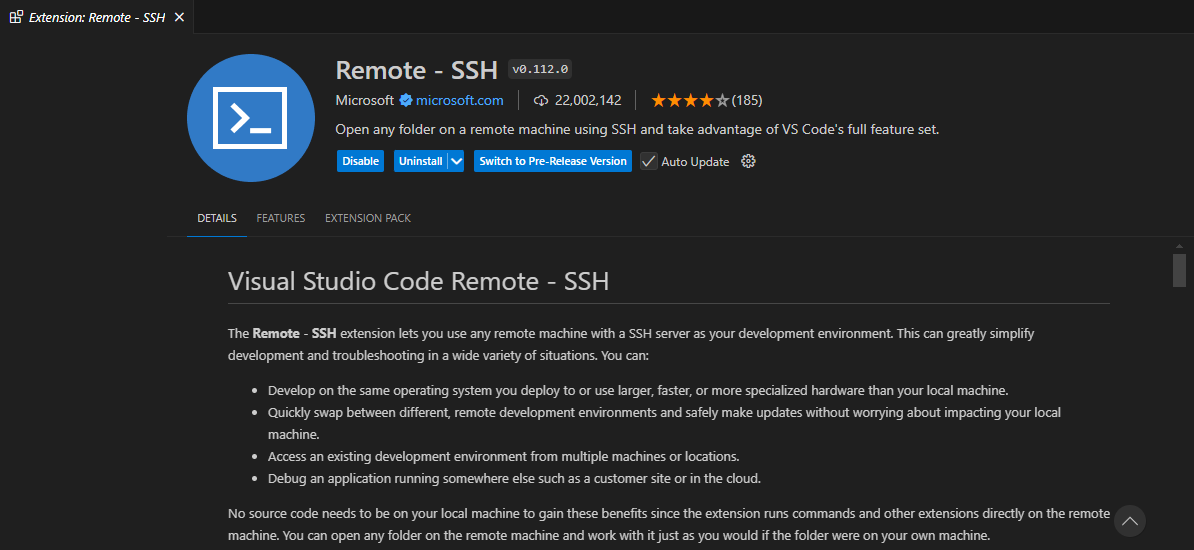 Extension: Remote - SSH
Remote - SSH v0.112.0
Microsoft microsoft.com 22,002,142 (185)
Open any folder on a remote machine using SSH and take advantage of VS Code's full feature set.
Disable Uninstall Switch to Pre-Release Version Auto Update
DETAILS FEATURES EXTENSION PACK
Visual Studio Code Remote - SSH
The Remote - SSH extension lets you use any remote machine with a SSH server as your development environment. This can greatly simplify
development and troubleshooting in a wide variety of situations. You can:
• Develop on the same operating system you deploy to or use larger, faster, or more specialized hardware than your local machine.
• Quickly swap between different, remote development environments and safely make updates without worrying about impacting your local
machine.
• Access an existing development environment from multiple machines or locations.
• Debug an application running somewhere else such as a customer site or in the cloud.
No source code needs to be on your local machine to gain these benefits since the extension runs commands and other extensions directly on the remote
machine. You can open any folder on the remote machine and work with it just as you would if the folder were on your own machine.